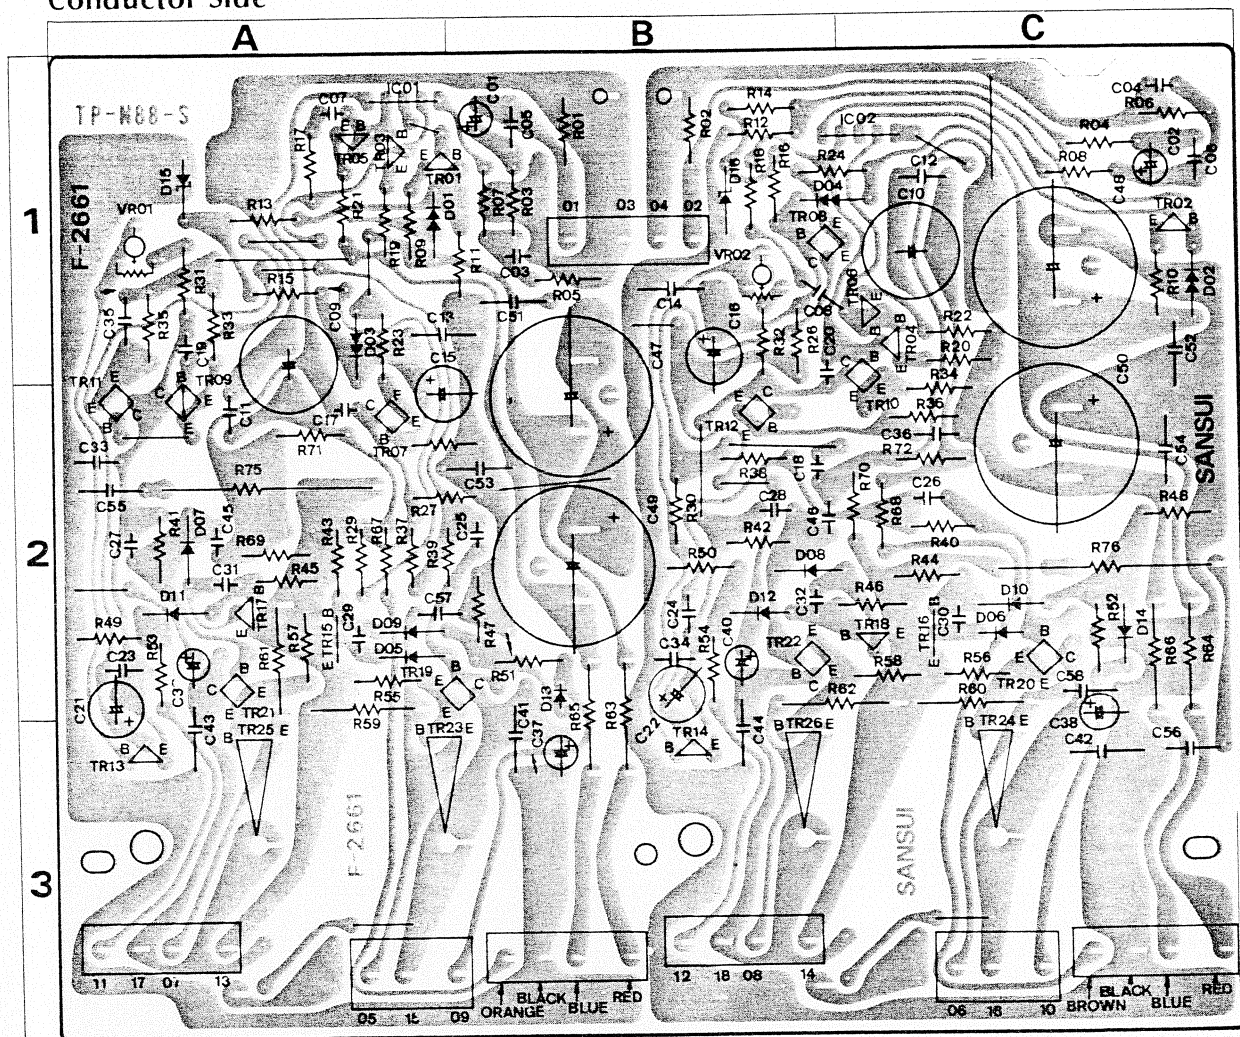 Conductor Side
A B C
1
2
3
TP-W88-S
F-2661
VR01
D15
R13
R17
C07
IC01
TR05
TR03
TR01
C01
C05
R01
R21
R19
R09
D01
R07
R03
R11
C03
R05
C51
01 03 04 02
R02
R14
R12
IC02
D16
R18
R16
R24
D04
TR08
C12
C10
C04
R06
R04
R08
C02
C06
C48
TR02
R10
D02
VR02
C14
C16
C08
TR06
TR04
R22
R20
R34
R36
C36
R72
R32
R26
C20
TR10
TR12
R38
C18
C47
C50
C52
C54
SANSUI
R31
R15
C09
D03
R23
C13
C15
C35
R35
C19
R33
TR11
TR09
C11
C17
TR07
R71
C33
R75
C55
C53
R27
C25
C49
R30
C28
C46
R70
R68
C26
R40
R48
C27
R41
D07
C45
R69
C31
R45
R43
R29
R67
R37
R39
R50
R42
D08
R44
R76
D11
R49
R53
C23
C21
TR17
R61
R57
TR15
C29
D09
D05
TR19
C57
R47
R51
R55
R59
TR21
TR25
TR23
C43
TR13
C41
C37
D13
R65
R63
C24
C34
R54
C40
C22
D12
C32
TR22
R46
TR18
R58
R62
TR14
C44
TR26
TR16
C30
D10
D06
R56
R60
TR20
C58
R52
D14
R66
R64
TR24
C38
C42
C56
F-2661
SANSUI
11 17 07 13
05 15 09
ORANGE BLACK BLUE RED
12 18 08 14
06 16 10
BROWN BLACK BLUE RED